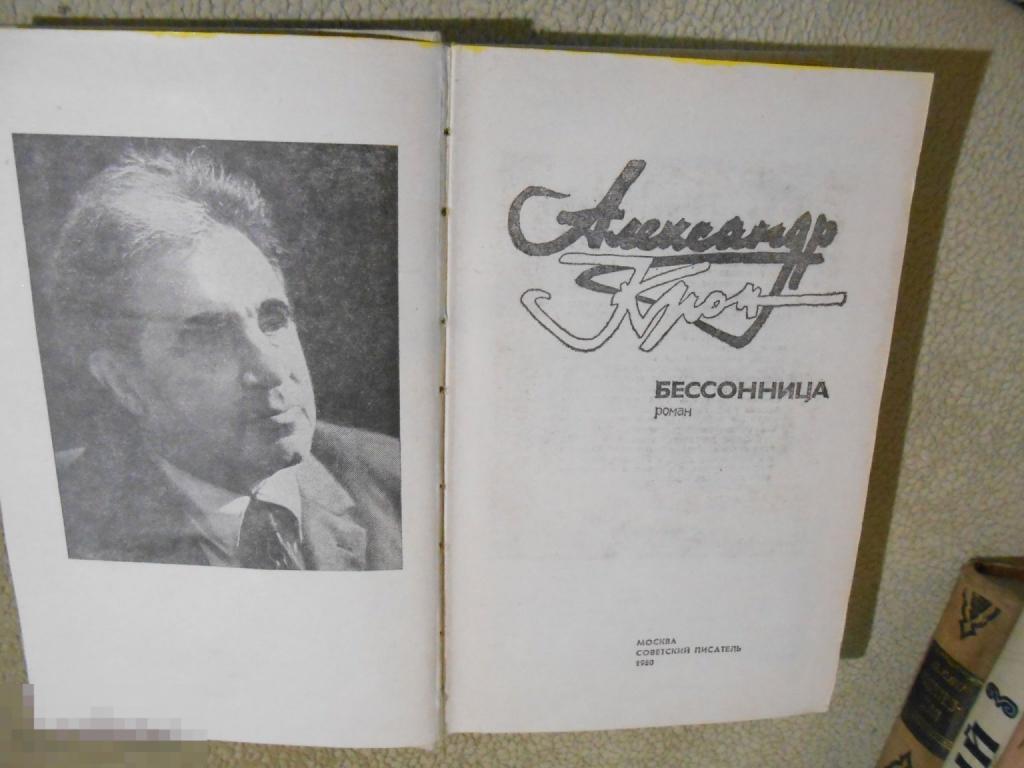 Александр
Крон
БЕССОННИЦА
роман
МОСКВА
СОВЕТСКИЙ ПИСАТЕЛЬ
1980